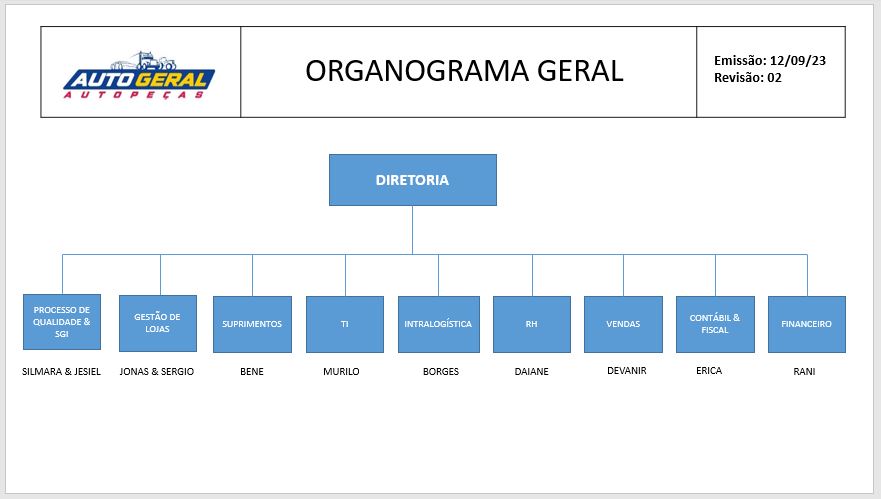 AUTO GERAL
AUTOPEÇAS
ORGANOGRAMA GERAL
Emissão: 12/09/23
Revisão: 02
DIRETORIA
PROCESSO DE
QUALIDADE &
SGI
GESTÃO DE
LOJAS
SUPRIMENTOS
TI
INTRALOGÍSTICA
RH
VENDAS
CONTÁBIL &
FISCAL
FINANCEIRO
SILMARA & JESIEL
JONAS & SERGIO
BENE
MURILO
BORGES
DAIANE
DEVANIR
ERICA
RANI